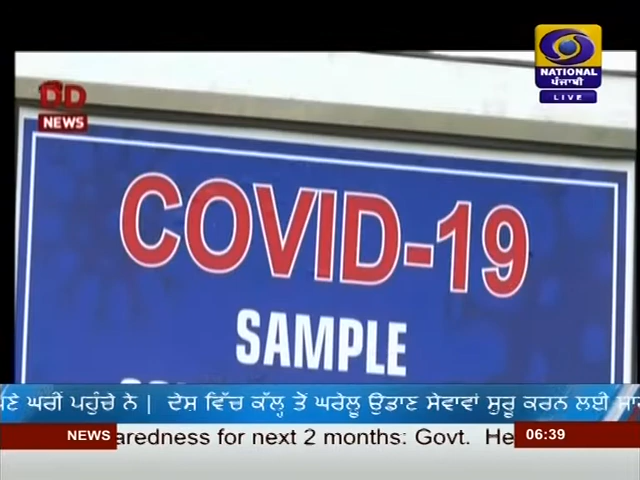 NATIONAL
ਪੰਜਾਬੀ
LIVE
DD
NEWS
COVID-19
SAMPLE
ਘਰੀਂ ਪਹੁੰਚੇ ਨੇ | ਦੇਸ਼ ਵਿੱਚ ਕੱਲ੍ਹ ਤੋਂ ਘਰੇਲੂ ਉਡਾਣ ਸੇਵਾਵਾਂ ਸ਼ੁਰੂ ਕਰਨ ਲਈ
NEWS
aredness for next 2 months: Govt. He
06:39